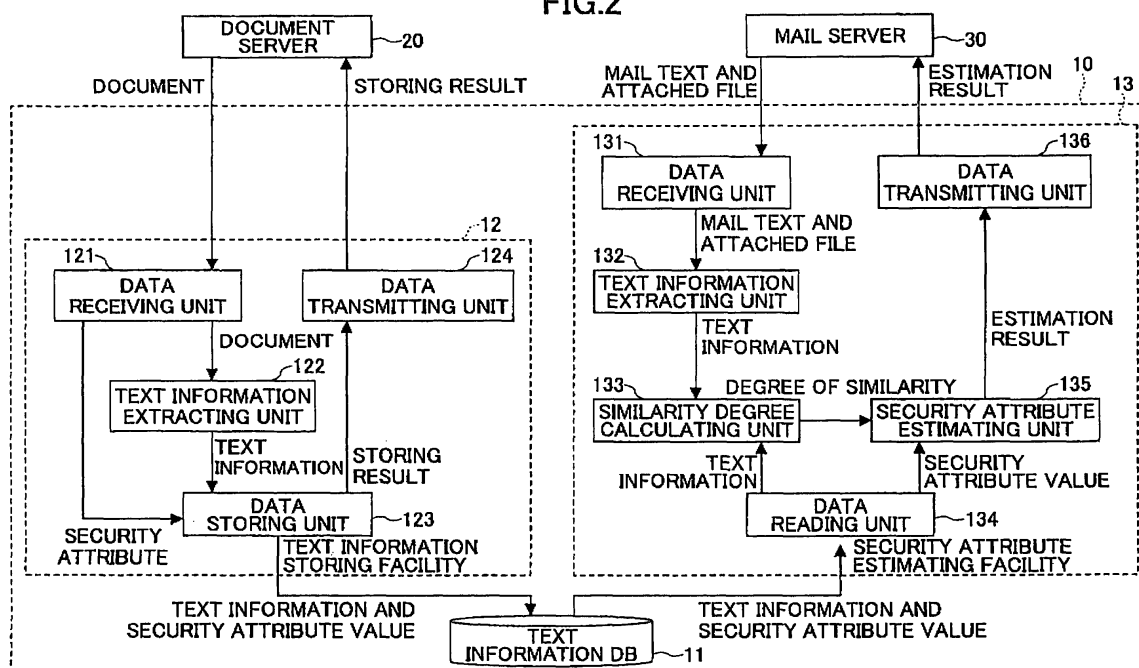 FIG.2
DOCUMENT
SERVER
20
MAIL SERVER
30
DOCUMENT
STORING RESULT
MAIL TEXT AND
ATTACHED FILE
ESTIMATION
RESULT
10
13
131
DATA
RECEIVING UNIT
136
DATA
TRANSMITTING UNIT
MAIL TEXT AND
ATTACHED FILE
12
121
DATA
RECEIVING UNIT
124
DATA
TRANSMITTING UNIT
132
TEXT INFORMATION
EXTRACTING UNIT
DOCUMENT
TEXT
INFORMATION
ESTIMATION
RESULT
122
TEXT INFORMATION
EXTRACTING UNIT
133
DEGREE OF SIMILARITY
135
SIMILARITY DEGREE
CALCULATING UNIT
SECURITY ATTRIBUTE
ESTIMATING UNIT
TEXT
INFORMATION
STORING
RESULT
TEXT
INFORMATION
SECURITY
ATTRIBUTE VALUE
DATA
STORING UNIT
123
DATA
READING UNIT
134
SECURITY
ATTRIBUTE
TEXT INFORMATION
STORING FACILITY
SECURITY ATTRIBUTE
ESTIMATING FACILITY
TEXT INFORMATION AND
SECURITY ATTRIBUTE VALUE
TEXT INFORMATION AND
SECURITY ATTRIBUTE VALUE
TEXT
INFORMATION DB
11